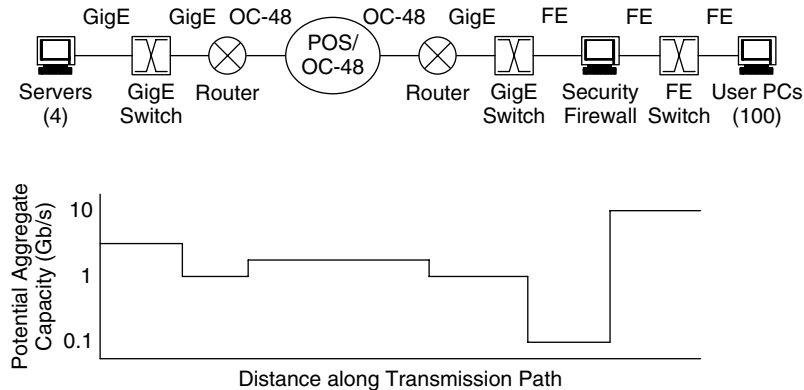 GigE GigE OC-48 OC-48 GigE FE FE FE
POS/
OC-48
Servers
(4)
GigE
Switch
Router
Router
GigE
Switch
Security
Firewall
FE
Switch
User PCs
(100)
Potential Aggregate
Capacity (Gb/s)
10
1
0.1
Distance along Transmission Path